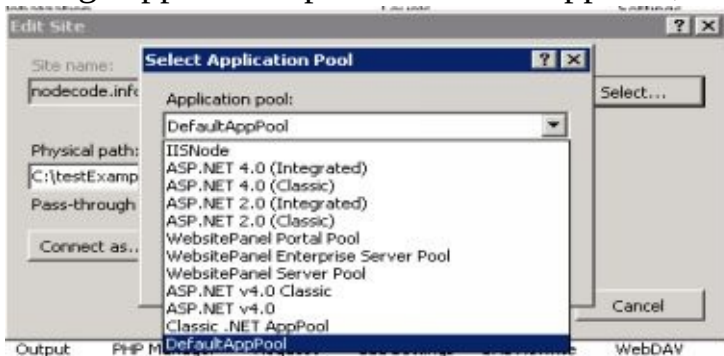 Edit Site
Site name:
Select Application Pool
nodecode.info
Application pool:
Select...
DefaultAppPool
Physical path:
IISNode
ASP.NET 4.0 (Integrated)
C:\testExamp
ASP.NET 4.0 (Classic)
ASP.NET 2.0 (Integrated)
Pass-through
ASP.NET 2.0 (Classic)
WebsitePanel Portal Pool
Connect as..
WebsitePanel Enterprise Server Pool
WebsitePanel Server Pool
ASP.NET v4.0 Classic
ASP.NET v4.0
Cancel
Classic .NET AppPool
DefaultAppPool
Output PHP WebDAV